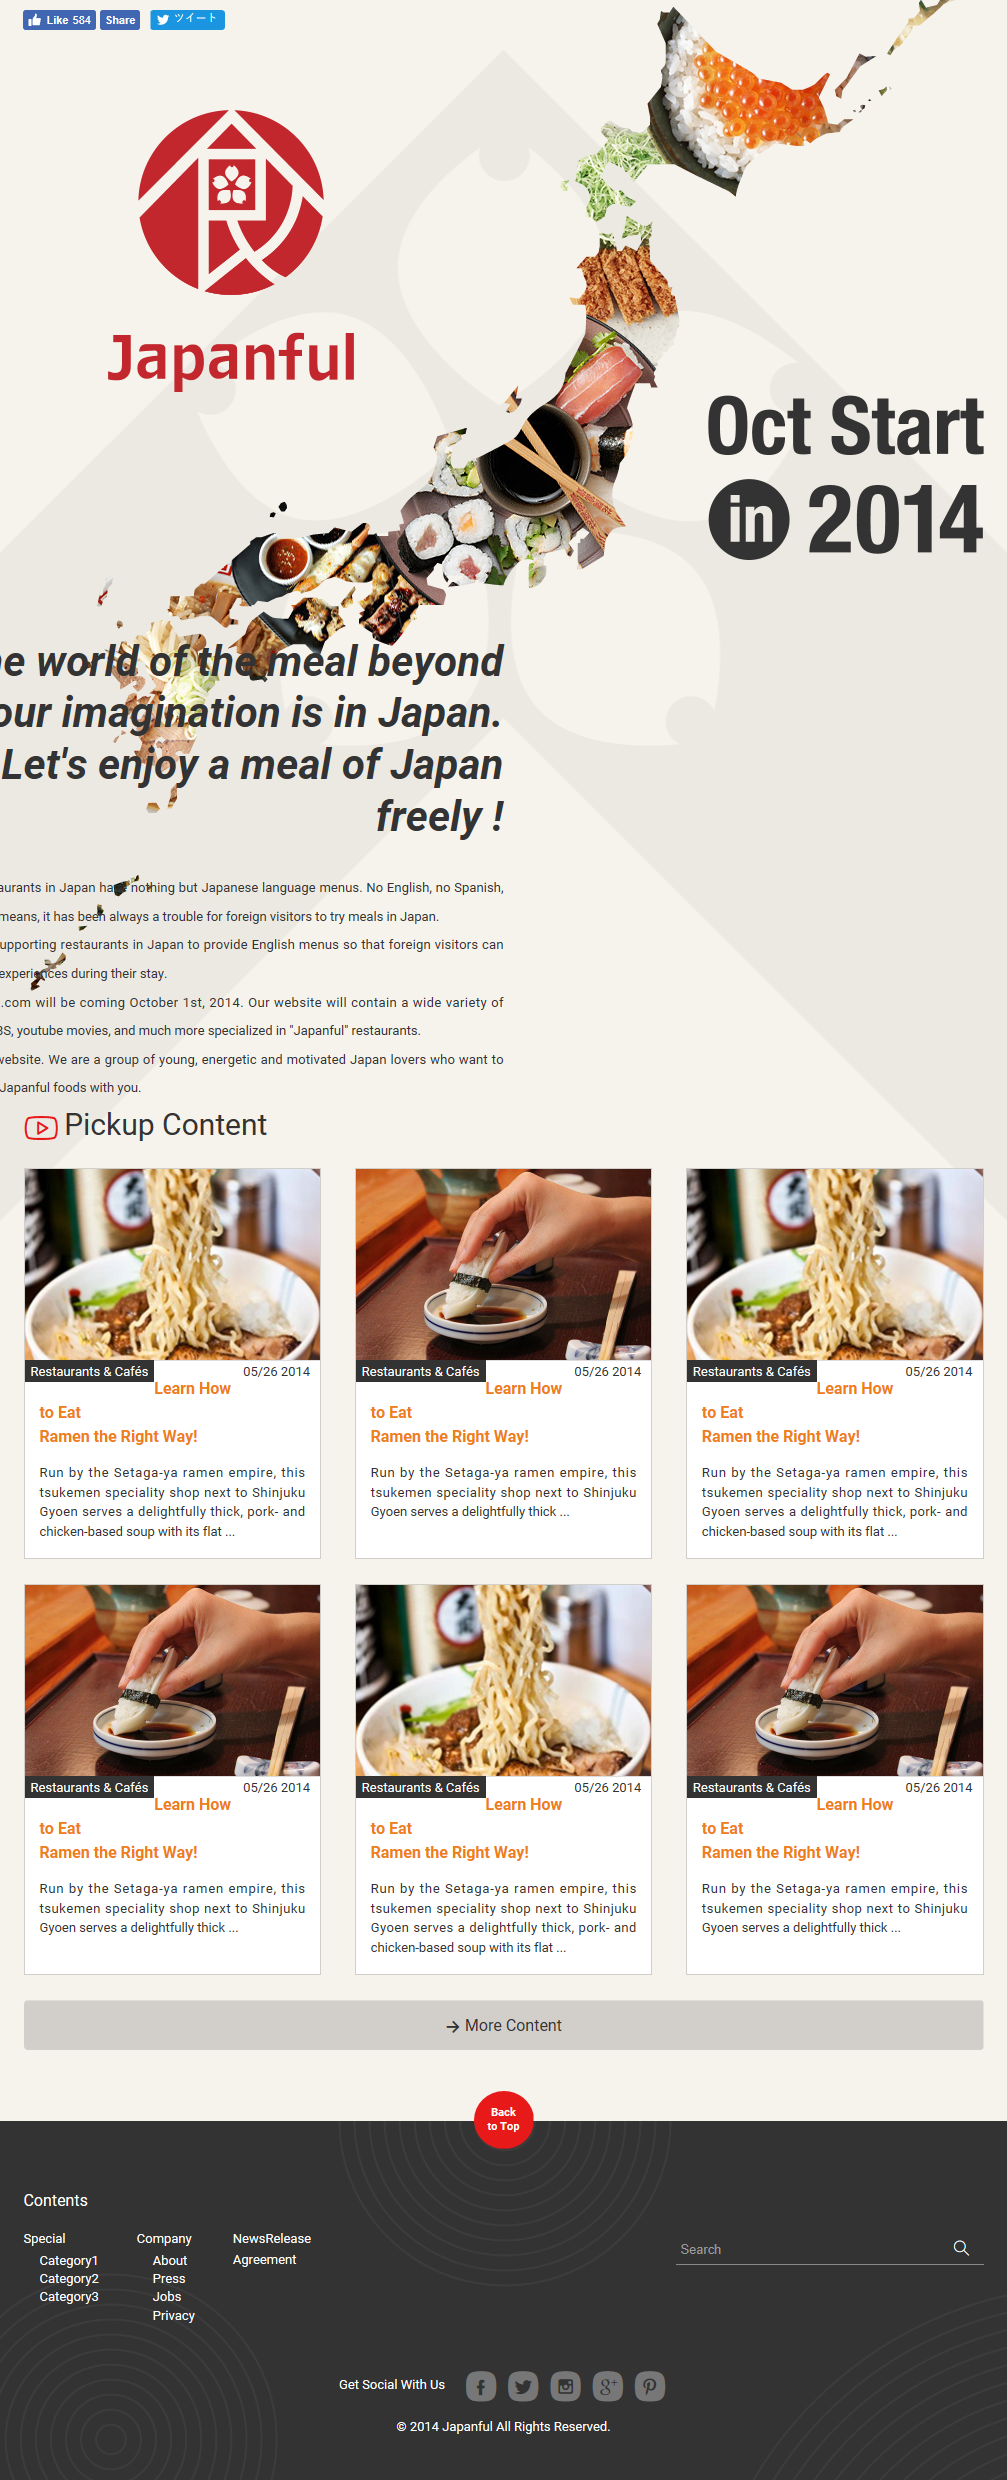 Like 584 Share ツイート
食
Japanful
Oct Start
in 2014
world of the meal beyond
our imagination is in Japan.
Let's enjoy a meal of Japan
freely !
in Japan have nothing but Japanese language menus. No English, no Spanish,
means, it has been always a trouble for foreign visitors to try meals in Japan.
upporting restaurants in Japan to provide English menus so that foreign visitors can
experiences during their stay.
.com will be coming October 1st, 2014. Our website will contain a wide variety of
youtube movies, and much more specialized in "Japanful" restaurants.
website. We are a group of young, energetic and motivated Japan lovers who want to
Japanful foods with you.
Pickup Content
Restaurants & Cafés 05/26 2014
Learn How
to Eat
Ramen the Right Way!
Run by the Setaga-ya ramen empire, this
tsukemen speciality shop next to Shinjuku
Gyoen serves a delightfully thick, pork- and
chicken-based soup with its flat ...
Restaurants & Cafés 05/26 2014
Learn How
to Eat
Ramen the Right Way!
Run by the Setaga-ya ramen empire, this
tsukemen speciality shop next to Shinjuku
Gyoen serves a delightfully thick ...
Restaurants & Cafés 05/26 2014
Learn How
to Eat
Ramen the Right Way!
Run by the Setaga-ya ramen empire, this
tsukemen speciality shop next to Shinjuku
Gyoen serves a delightfully thick, pork- and
chicken-based soup with its flat ...
Restaurants & Cafés 05/26 2014
Learn How
to Eat
Ramen the Right Way!
Run by the Setaga-ya ramen empire, this
tsukemen speciality shop next to Shinjuku
Gyoen serves a delightfully thick ...
Restaurants & Cafés 05/26 2014
Learn How
to Eat
Ramen the Right Way!
Run by the Setaga-ya ramen empire, this
tsukemen speciality shop next to Shinjuku
Gyoen serves a delightfully thick, pork- and
chicken-based soup with its flat ...
Restaurants & Cafés 05/26 2014
Learn How
to Eat
Ramen the Right Way!
Run by the Setaga-ya ramen empire, this
tsukemen speciality shop next to Shinjuku
Gyoen serves a delightfully thick ...
More Content
Back
to Top
Contents
Special
Category1
Category2
Category3
Company
About
Press
Jobs
Privacy
NewsRelease
Agreement
Search
Get Social With Us
© 2014 Japanful All Rights Reserved.